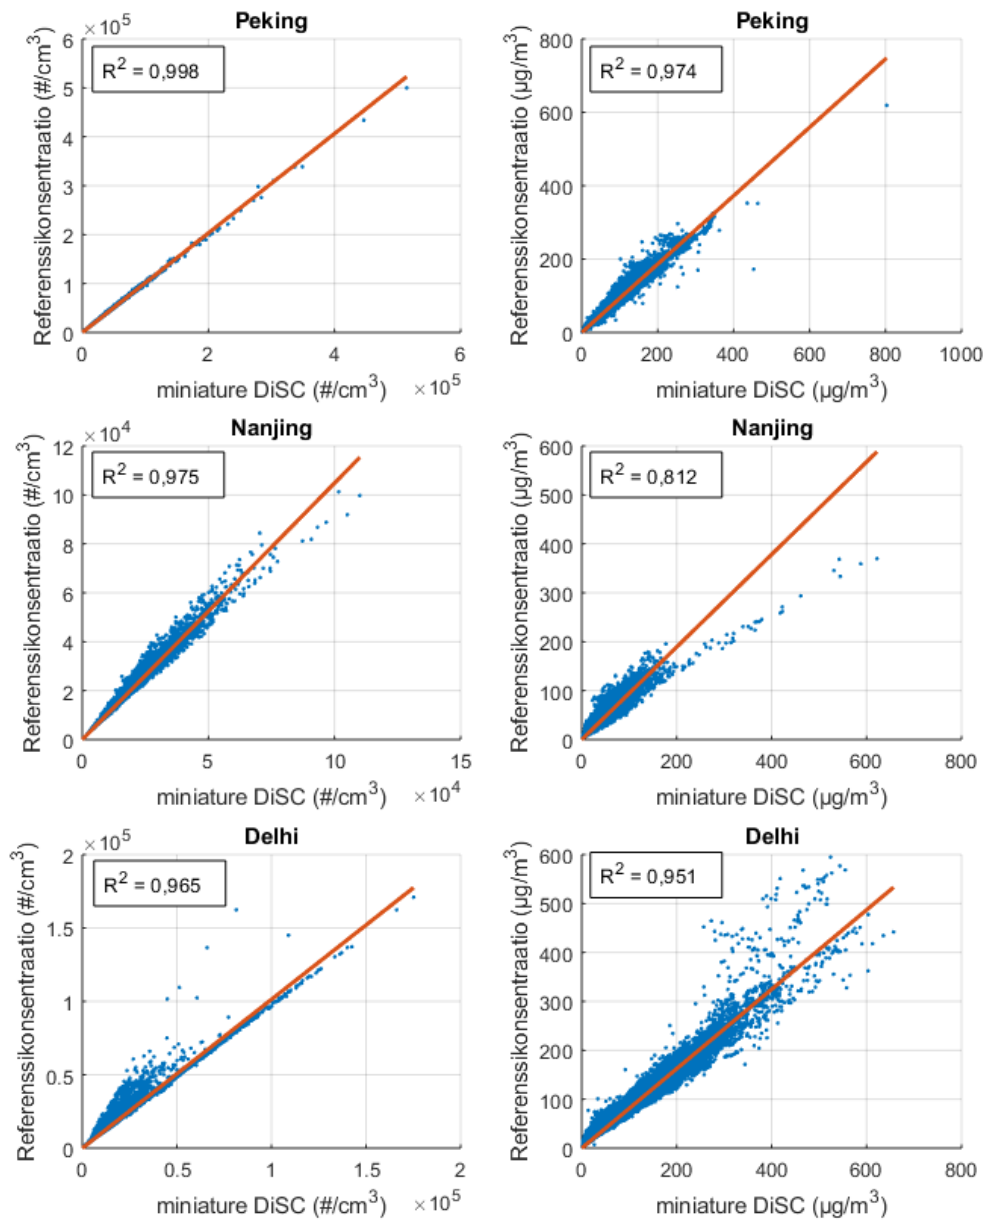 Peking
× 10^5
R^2 = 0,998
Referenssikonsentraatio (#/cm^3)
6
5
4
3
2
1
0
0 2 4 6
miniature DiSC (#/cm^3) × 10^5
Peking
R^2 = 0,974
Referenssikonsentraatio (µg/m^3)
800
600
400
200
0
0 200 400 600 800 1000
miniature DiSC (µg/m^3)
Nanjing
× 10^4
R^2 = 0,975
Referenssikonsentraatio (#/cm^3)
12
10
8
6
4
2
0
0 5 10 15
miniature DiSC (#/cm^3) × 10^4
Nanjing
R^2 = 0,812
Referenssikonsentraatio (µg/m^3)
600
500
400
300
200
100
0
0 200 400 600 800
miniature DiSC (µg/m^3)
Delhi
× 10^5
R^2 = 0,965
Referenssikonsentraatio (#/cm^3)
2
1.5
1
0.5
0
0 0.5 1 1.5 2
miniature DiSC (#/cm^3) × 10^5
Delhi
R^2 = 0,951
Referenssikonsentraatio (µg/m^3)
600
500
400
300
200
100
0
0 200 400 600 800
miniature DiSC (µg/m^3)